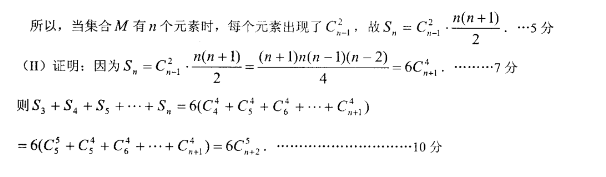 所以，当集合 M 有 n 个元素时，每个元素出现了 $C_{n-1}^{2}$，故 $S_n = C_{n-1}^{2} \cdot \frac{n(n+1)}{2}$．…5 分
（II）证明：因为 $S_n = C_{n-1}^{2} \cdot \frac{n(n+1)}{2} = \frac{(n+1)n(n-1)(n-2)}{4} = 6C_{n+1}^{4}$．………7 分
则 $S_3 + S_4 + S_5 + \cdots + S_n = 6(C_4^4 + C_5^4 + C_6^4 + \cdots + C_{n+1}^4)$
$= 6(C_5^5 + C_5^4 + C_6^4 + \cdots + C_{n+1}^4) = 6C_{n+2}^5$．…………………………10 分